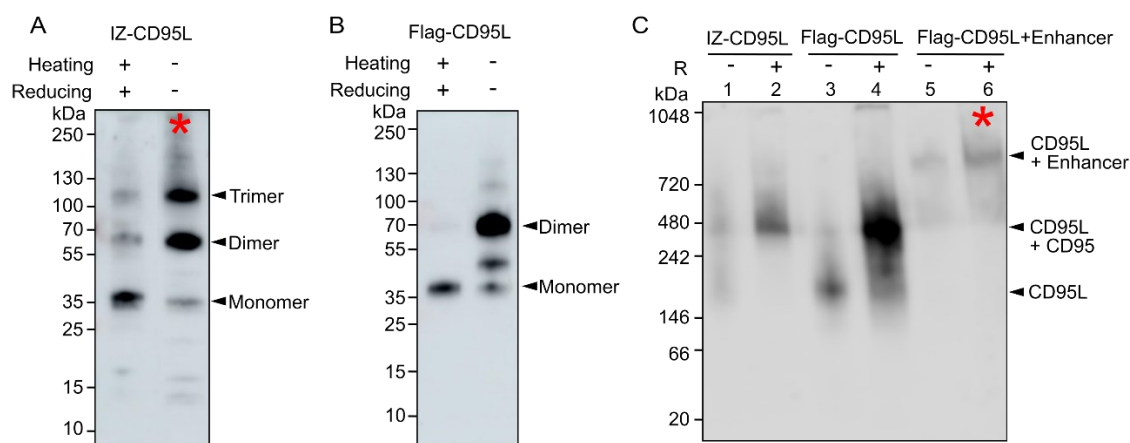 A
IZ-CD95L
Heating + -
Reducing + -
kDa
250
130
100
70
55
35
25
15
10
*
Trimer
Dimer
Monomer
B
Flag-CD95L
Heating + -
Reducing + -
kDa
250
130
100
70
55
35
25
15
10
Dimer
Monomer
C
IZ-CD95L Flag-CD95L Flag-CD95L+Enhancer
R - + - + - +
kDa 1 2 3 4 5 6
1048
720
480
242
146
66
20
*
CD95L
+ Enhancer
CD95L
+ CD95
CD95L